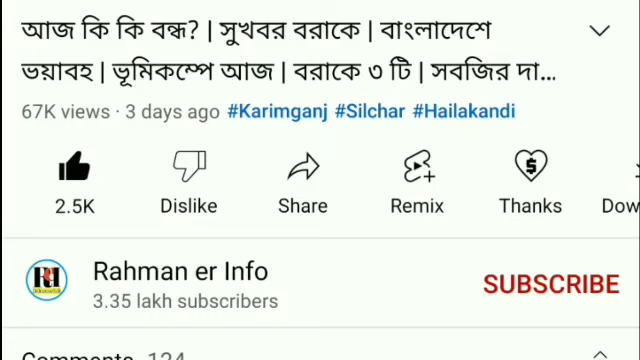 আজ কি কি বন্ধ? | সুখবর বরাকে | বাংলাদেশে
ভয়াবহ | ভূমিকম্পে আজ | বরাকে ৩ টি | সবজির দা...
67K views · 3 days ago #Karimganj #Silchar #Hailakandi
2.5K Dislike Share Remix Thanks Dow
Rahman er Info
SUBSCRIBE
3.35 lakh subscribers
Comments 124